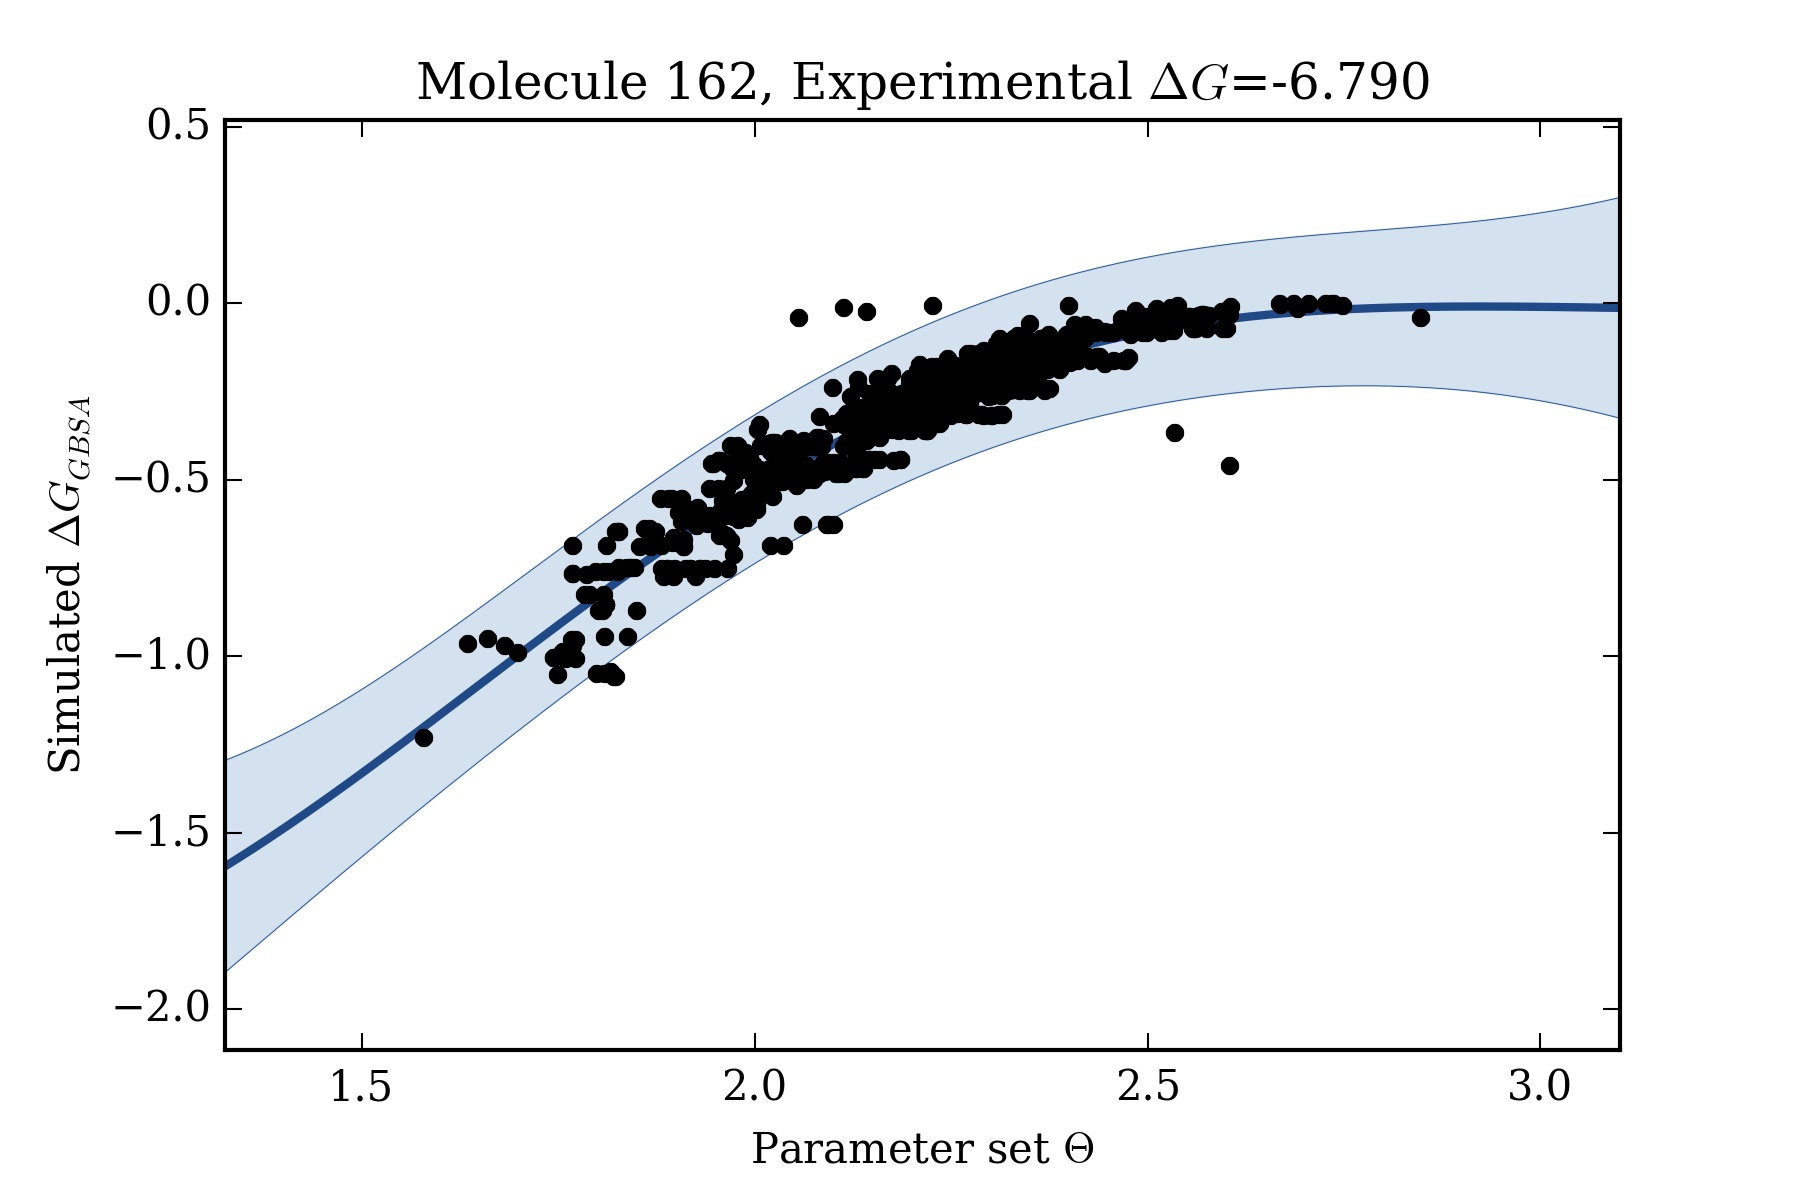 Molecule 162, Experimental ΔG=-6.790
0.5
0.0
−0.5
−1.0
−1.5
−2.0
Simulated ΔG_GBSA
1.5 2.0 2.5 3.0
Parameter set Θ